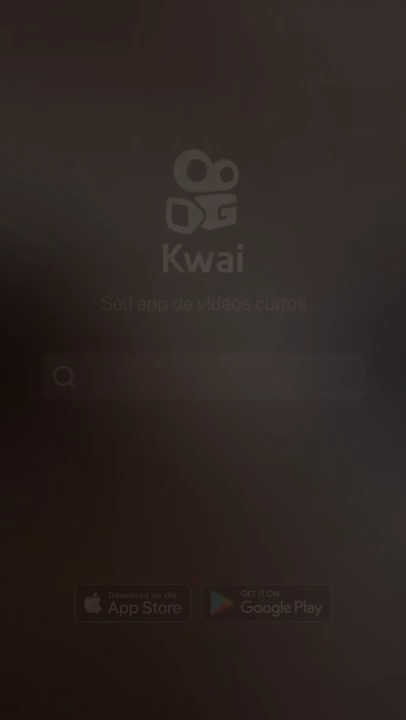 Kwai
Seu app de vídeos curtos
Download on the
App Store
GET IT ON
Google Play